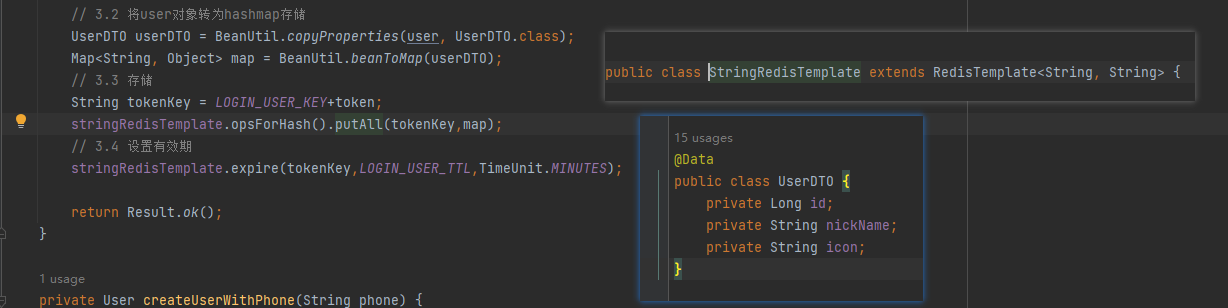 // 3.2 将user对象转为hashmap存储
UserDTO userDTO = BeanUtil.copyProperties(user, UserDTO.class);
Map<String, Object> map = BeanUtil.beanToMap(userDTO);
// 3.3 存储
String tokenKey = LOGIN_USER_KEY+token;
stringRedisTemplate.opsForHash().putAll(tokenKey,map);
// 3.4 设置有效期
stringRedisTemplate.expire(tokenKey,LOGIN_USER_TTL,TimeUnit.MINUTES);
return Result.ok();
}
1 usage
private User createUserWithPhone(String phone) {
public class StringRedisTemplate extends RedisTemplate<String, String> {
15 usages
@Data
public class UserDTO {
private Long id;
private String nickName;
private String icon;
}